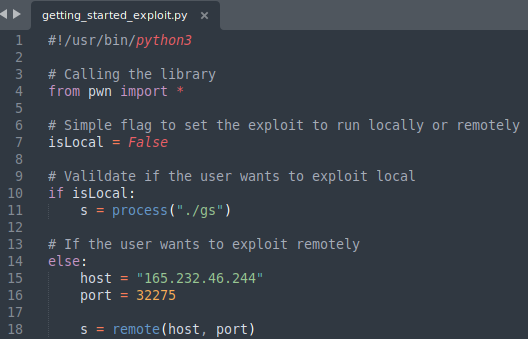 getting_started_exploit.py ×
1 #!/usr/bin/python3
2
3 # Calling the library
4 from pwn import *
5
6 # Simple flag to set the exploit to run locally or remotely
7 isLocal = False
8
9 # Valildate if the user wants to exploit local
10 if isLocal:
11 s = process("./gs")
12
13 # If the user wants to exploit remotely
14 else:
15 host = "165.232.46.244"
16 port = 32275
17
18 s = remote(host, port)